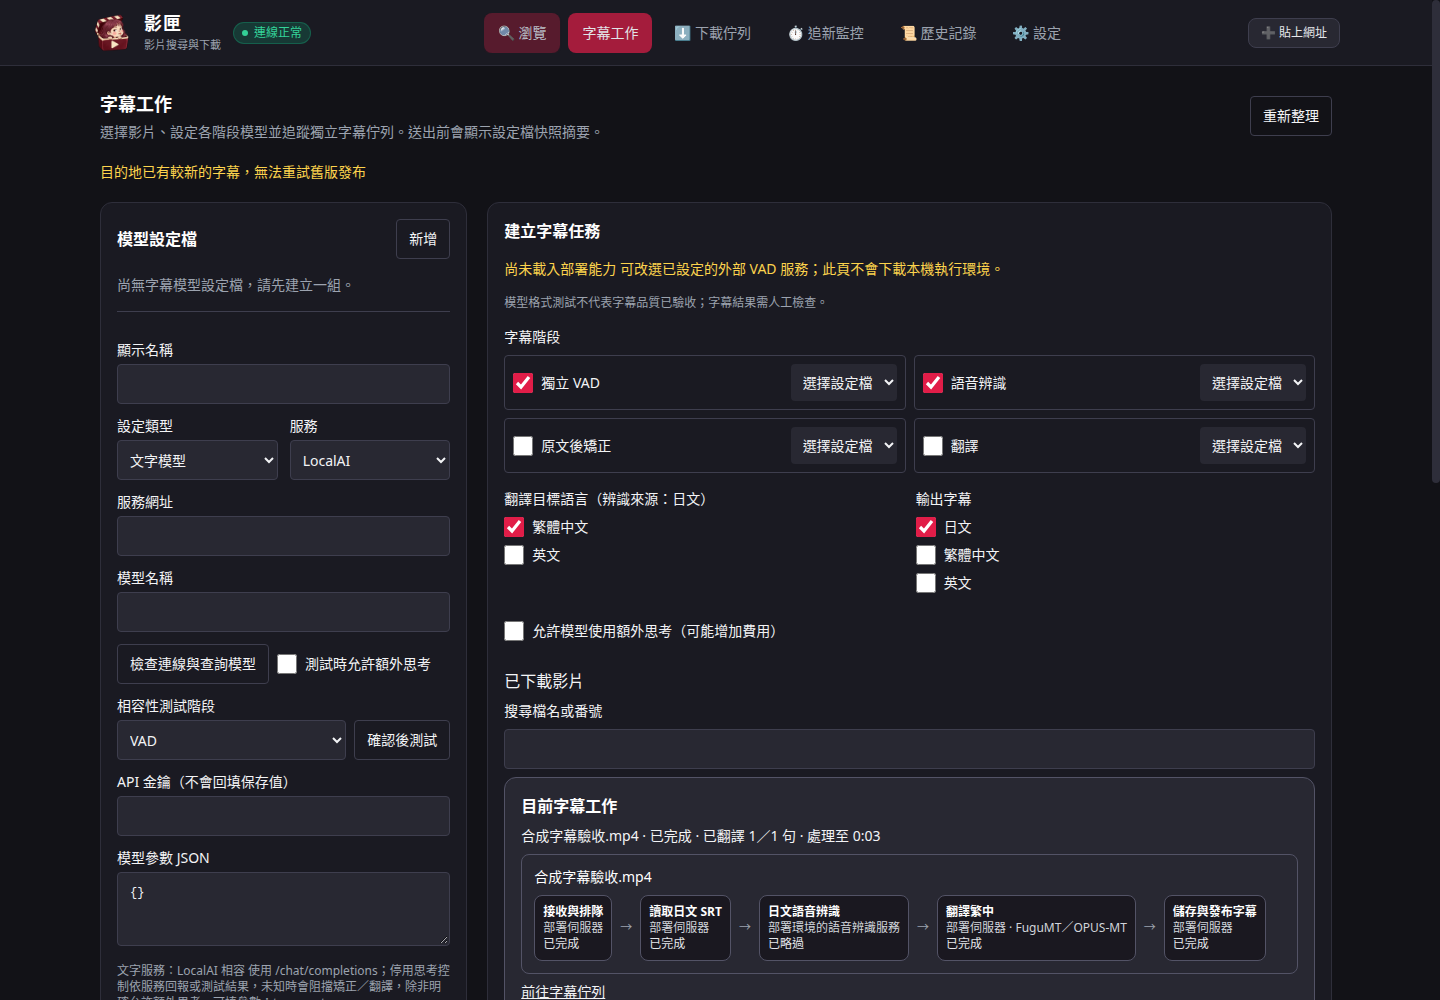 影匣
影片搜尋與下載
連線正常
瀏覽
字幕工作
下載佇列
追新監控
歷史記錄
設定
貼上網址
字幕工作
選擇影片、設定各階段模型並追蹤獨立字幕佇列。送出前會顯示設定檔快照摘要。
重新整理
目的地已有較新的字幕，無法重試舊版發布
模型設定檔
新增
尚無字幕模型設定檔，請先建立一組。
顯示名稱
設定類型
服務
文字模型
LocalAI
服務網址
模型名稱
檢查連線與查詢模型
測試時允許額外思考
相容性測試階段
VAD
確認後測試
API 金鑰（不會回填保存值）
模型參數 JSON
{}
文字服務：LocalAI 相容 使用 /chat/completions；停用思考控
制依服務回報或測試結果，未知時會阻擋矯正／翻譯，除非明
建立字幕任務
尚未載入部署能力 可改選已設定的外部 VAD 服務；此頁不會下載本機執行環境。
模型格式測試不代表字幕品質已驗收；字幕結果需人工檢查。
字幕階段
獨立 VAD
選擇設定檔
語音辨識
選擇設定檔
原文後矯正
選擇設定檔
翻譯
選擇設定檔
翻譯目標語言（辨識來源：日文）
繁體中文
英文
輸出字幕
日文
繁體中文
英文
允許模型使用額外思考（可能增加費用）
已下載影片
搜尋檔名或番號
目前字幕工作
合成字幕驗收.mp4 · 已完成 · 已翻譯 1／1 句 · 處理至 0:03
合成字幕驗收.mp4
接收與排隊
部署伺服器
已完成
→
讀取日文 SRT
部署伺服器
已完成
→
日文語音辨識
部署環境的語音辨識服務
已略過
→
翻譯繁中
部署伺服器 · FuguMT／OPUS-MT
已完成
→
儲存與發布字幕
部署伺服器
已完成
前往字幕佇列